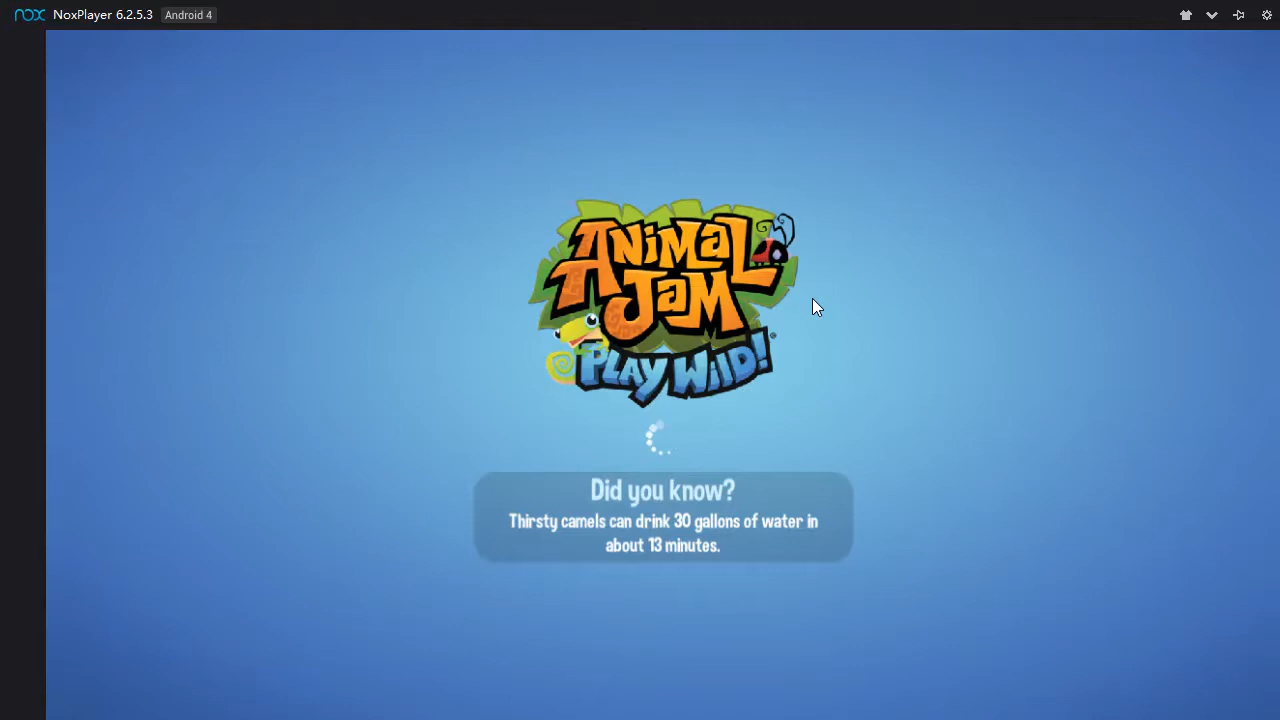 nox NoxPlayer 6.2.5.3 Android 4
ANIMAL
JAM
PLAY WILD!
Did you know?
Thirsty camels can drink 30 gallons of water in
about 13 minutes.